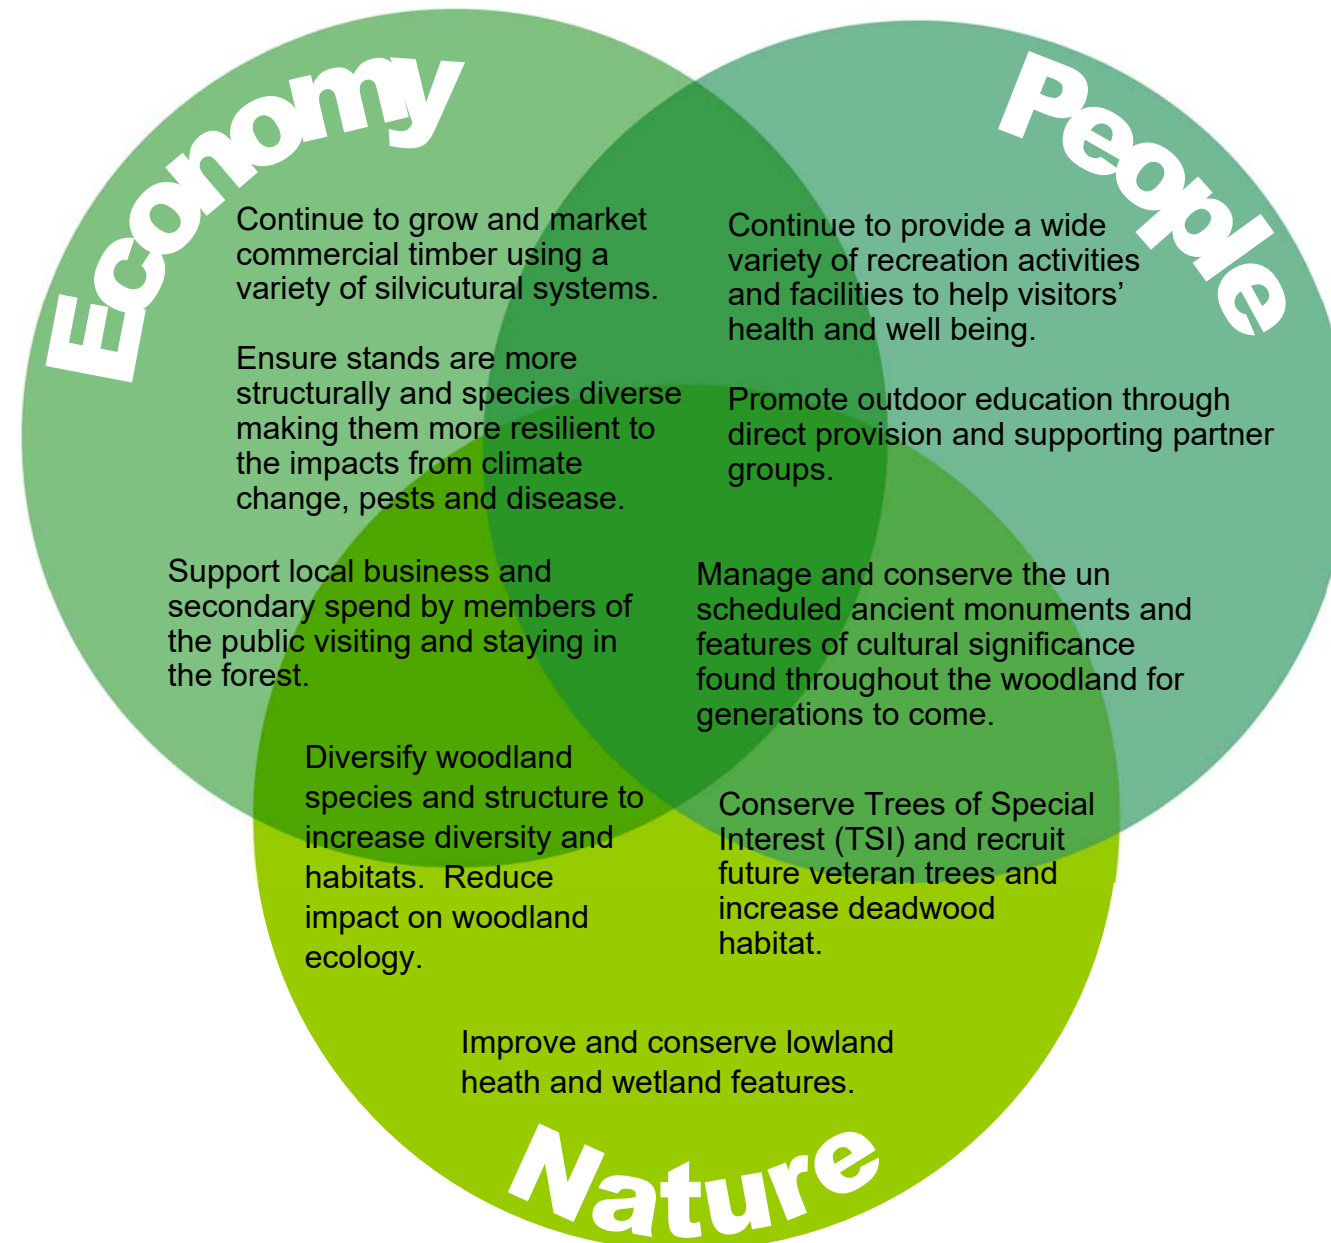 Economy
People
Continue to grow and market
commercial timber using a
variety of silvicutural systems.
Ensure stands are more
structurally and species diverse
making them more resilient to
the impacts from climate
change, pests and disease.
Support local business and
secondary spend by members of
the public visiting and staying in
the forest.
Continue to provide a wide
variety of recreation activities
and facilities to help visitors’
health and well being.
Promote outdoor education through
direct provision and supporting partner
groups.
Manage and conserve the un
scheduled ancient monuments and
features of cultural significance
found throughout the woodland for
generations to come.
Diversify woodland
species and structure to
increase diversity and
habitats.  Reduce
impact on woodland
ecology.
Conserve Trees of Special
Interest (TSI) and recruit
future veteran trees and
increase deadwood
habitat.
Improve and conserve lowland
heath and wetland features.
Nature